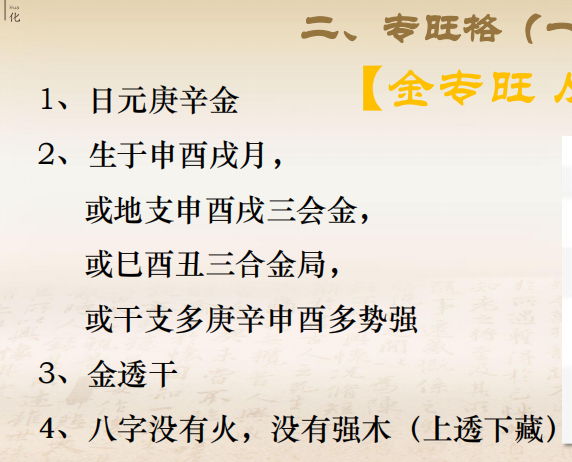 化
二、专旺格（一
【金专旺 从
1、日元庚辛金
2、生于申酉戌月，
或地支申酉戌三会金，
或巳酉丑三合金局，
或干支多庚辛申酉多势强
3、金透干
4、八字没有火，没有强木（上透下藏）